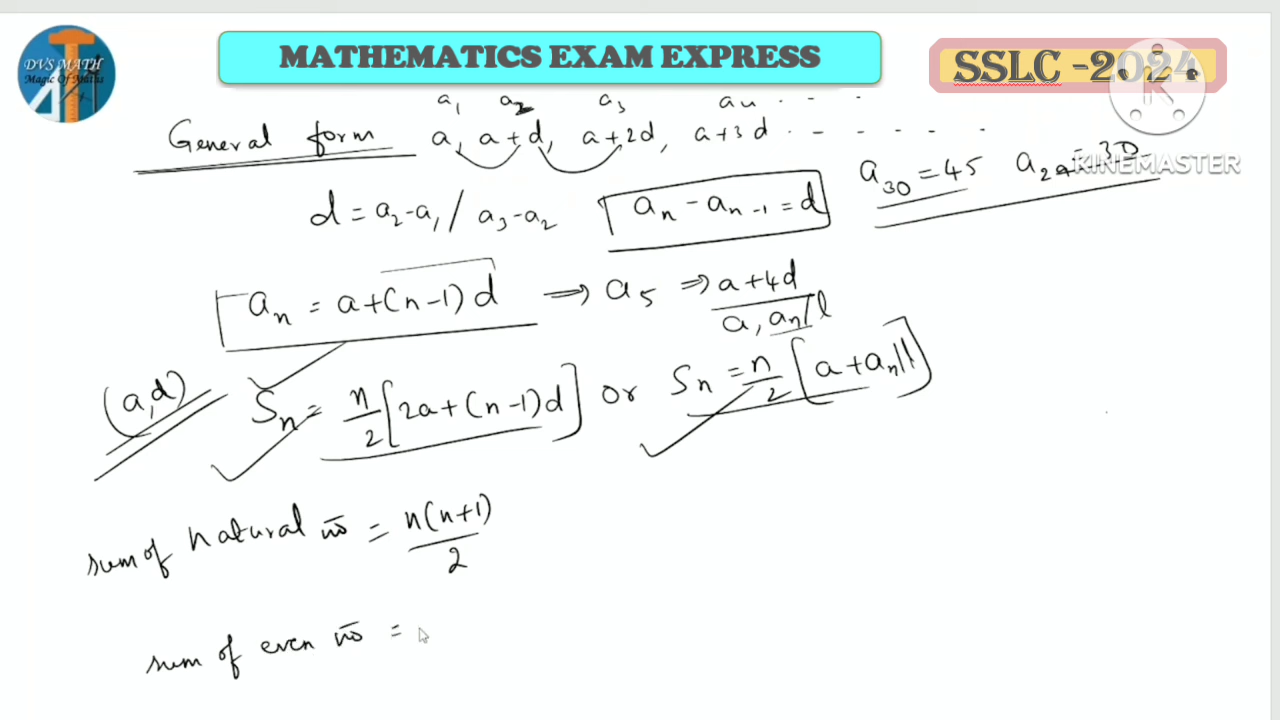 DVS MATH
Magic Of Maths
MATHEMATICS EXAM EXPRESS
SSLC -2024
KINEMASTER
a₁ a₂ a₃ a₄ . - - .
General form a, a+d, a+2d, a+3d . - - . . .
d = a₂-a₁ / a₃-a₂ aₙ - aₙ₋₁ = d a₃₀ = 45
aₙ = a+(n-1)d ⇒ a₅ ⇒ a+4d
a, aₙ/l
(a,d) Sₙ = n/2 [2a+(n-1)d] or Sₙ = n/2 [a+aₙ/l]
sum of natural no = n(n+1)/2
sum of even no =